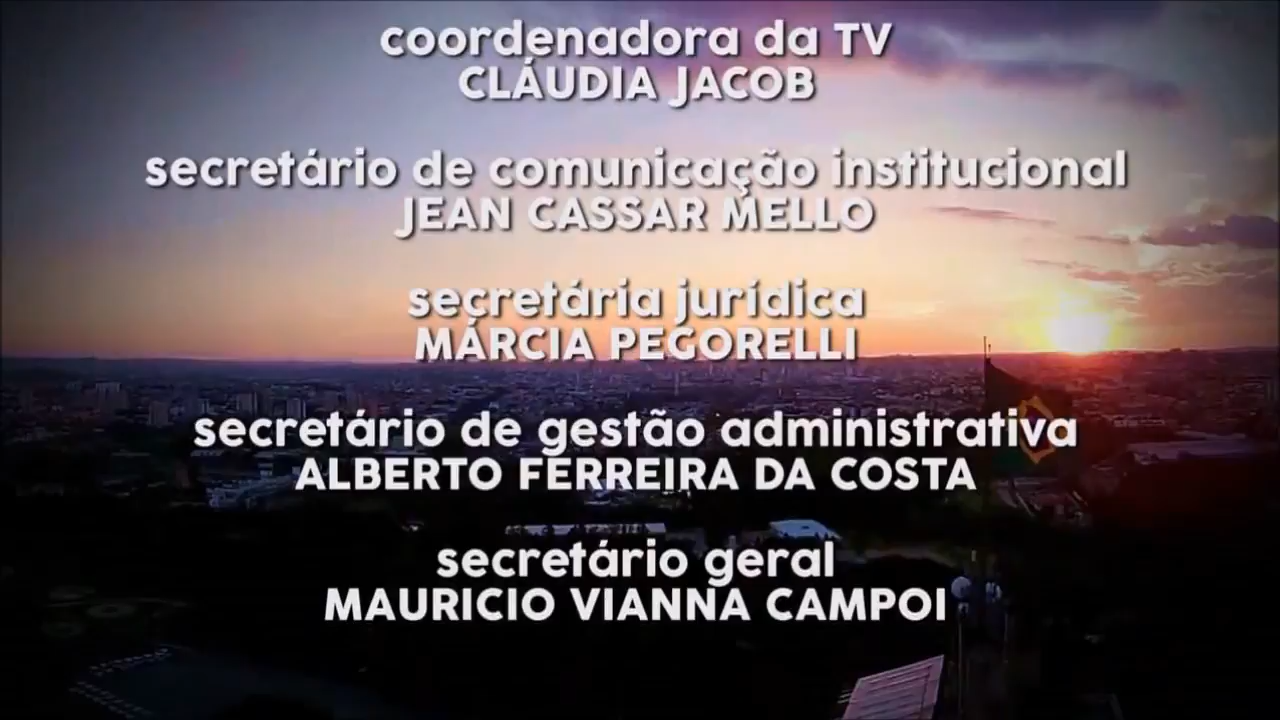 coordenadora da TV
CLÁUDIA JACOB
secretário de comunicação institucional
JEAN CASSAR MELLO
secretária jurídica
MÁRCIA PEGORELLI
secretário de gestão administrativa
ALBERTO FERREIRA DA COSTA
secretário geral
MAURICIO VIANNA CAMPOI